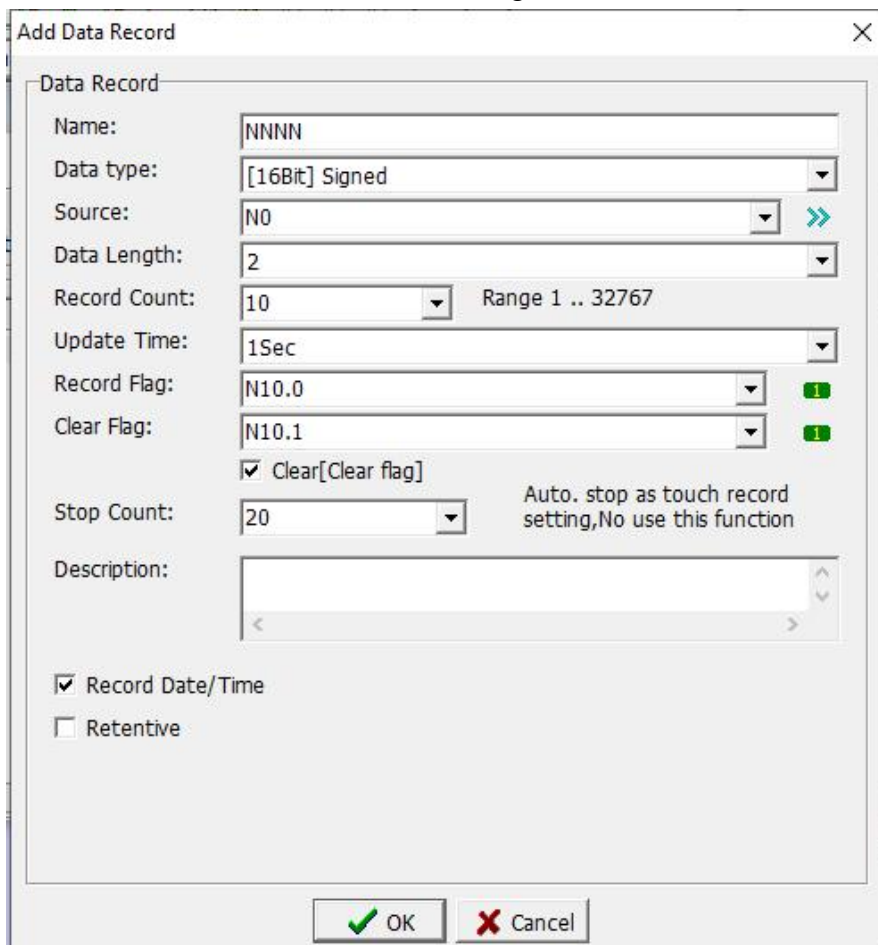 Add Data Record
Data Record
Name: NNNN
Data type: [16Bit] Signed
Source: N0
Data Length: 2
Record Count: 10 Range 1 .. 32767
Update Time: 1Sec
Record Flag: N10.0 1
Clear Flag: N10.1 1
Clear[Clear flag]
Stop Count: 20 Auto. stop as touch record
setting,No use this function
Description:
Record Date/Time
Retentive
OK Cancel